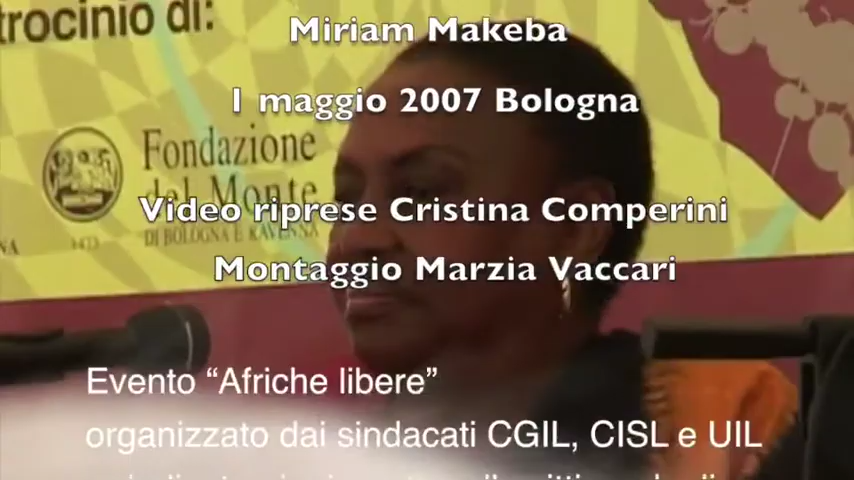 trocinio di:
Miriam Makeba
1 maggio 2007 Bologna
Fondazione
del Monte
DI BOLOGNA E RAVENNA
1473
Video riprese Cristina Comperini
Montaggio Marzia Vaccari
Evento “Afriche libere”
organizzato dai sindacati CGIL, CISL e UIL